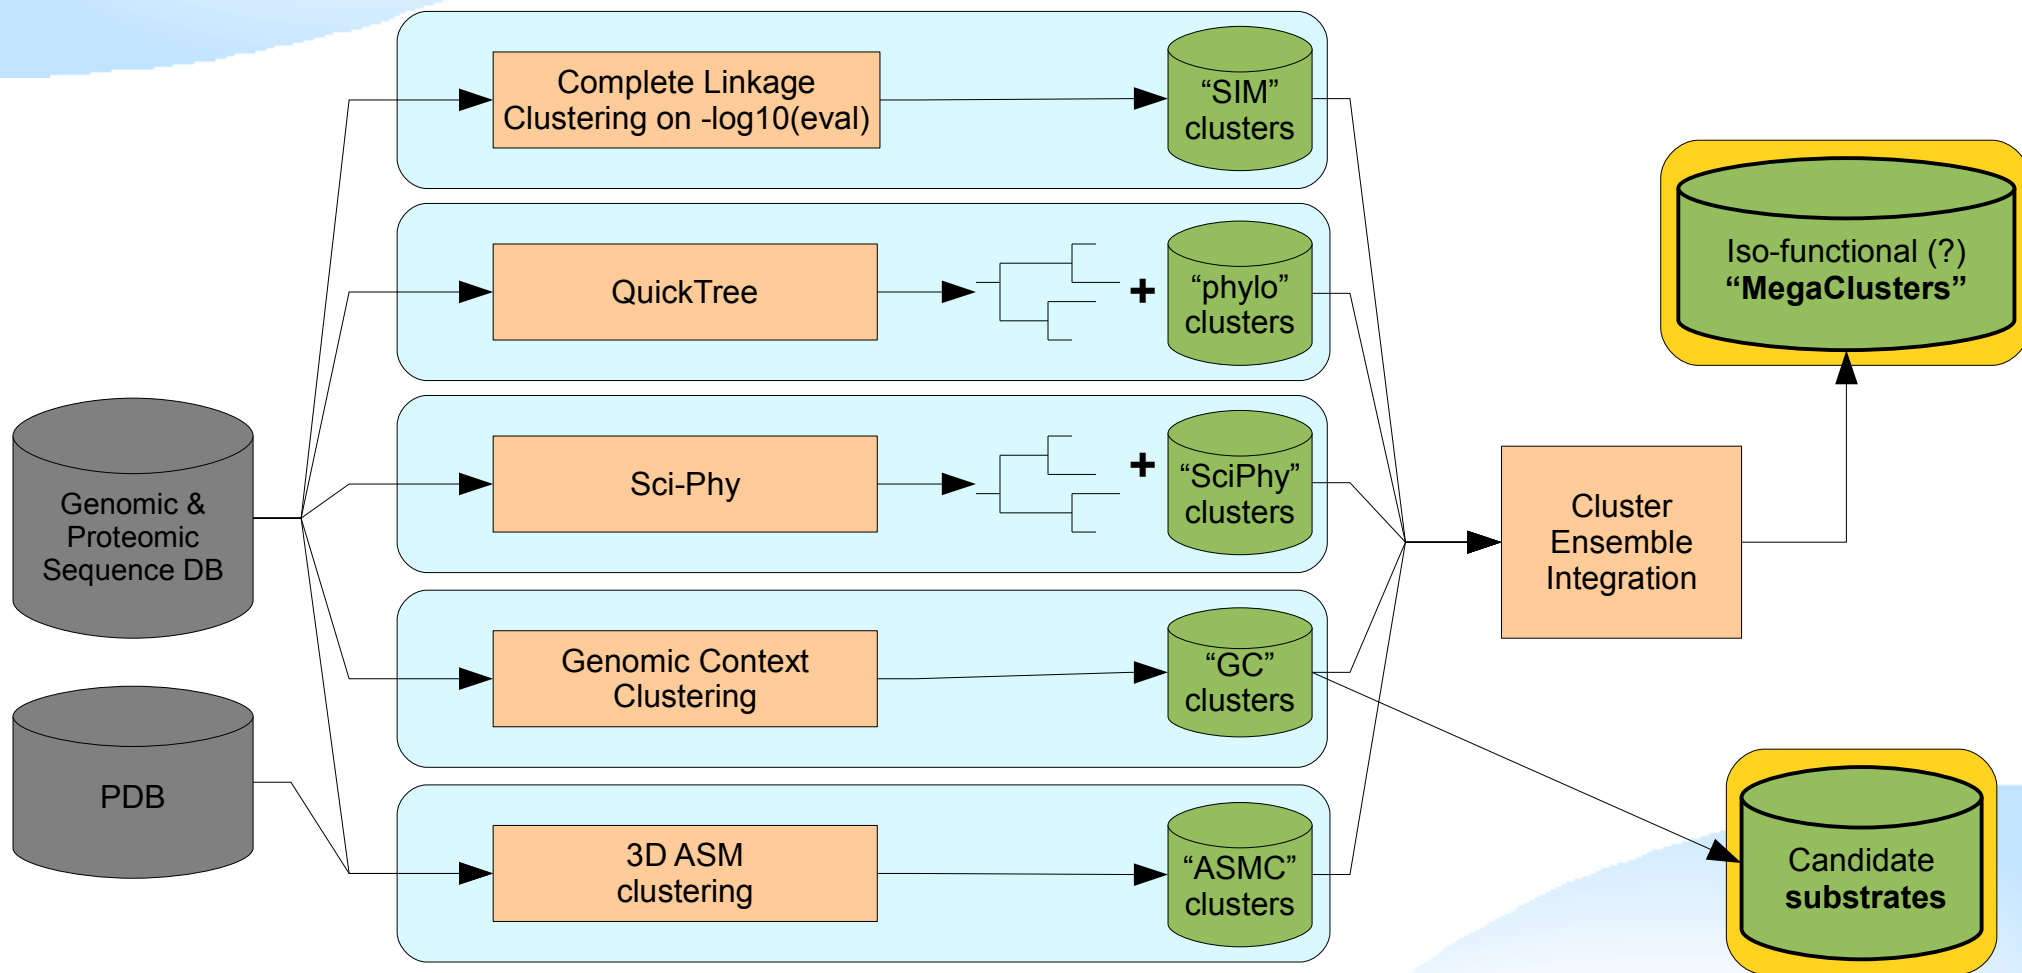 Complete Linkage
Clustering on -log10(eval)
“SIM”
clusters
QuickTree
+
“phylo”
clusters
Iso-functional (?)
“MegaClusters”
Genomic &
Proteomic
Sequence DB
Sci-Phy
+
“SciPhy”
clusters
Cluster
Ensemble
Integration
Genomic Context
Clustering
“GC”
clusters
PDB
3D ASM
clustering
“ASMC”
clusters
Candidate
substrates